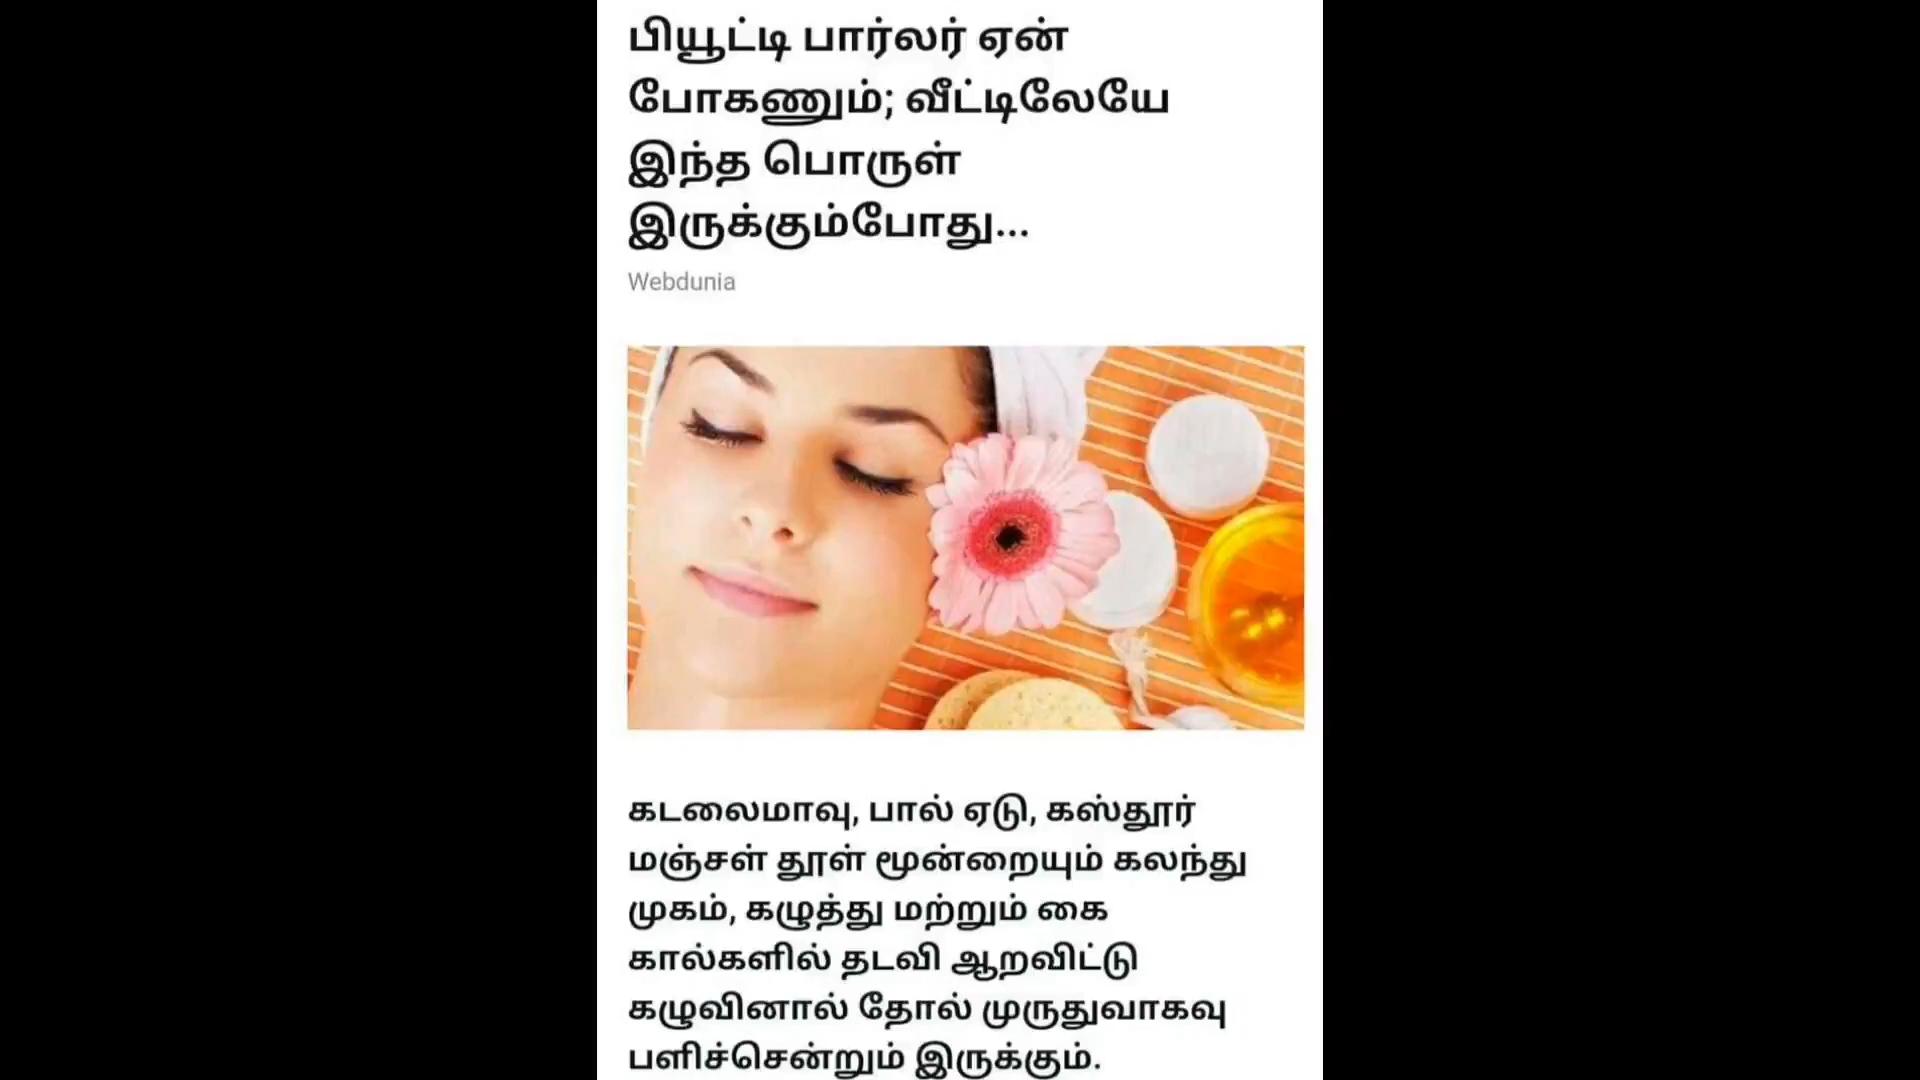 பியூட்டி பார்லர் ஏன்
போகணும்; வீட்டிலேயே
இந்த பொருள்
இருக்கும்போது...
Webdunia
கடலைமாவு, பால் ஏடு, கஸ்தூர்
மஞ்சள் தூள் மூன்றையும் கலந்து
முகம், கழுத்து மற்றும் கை
கால்களில் தடவி ஆறவிட்டு
கழுவினால் தோல் முருதுவாகவு
பளிச்சென்றும் இருக்கும்.